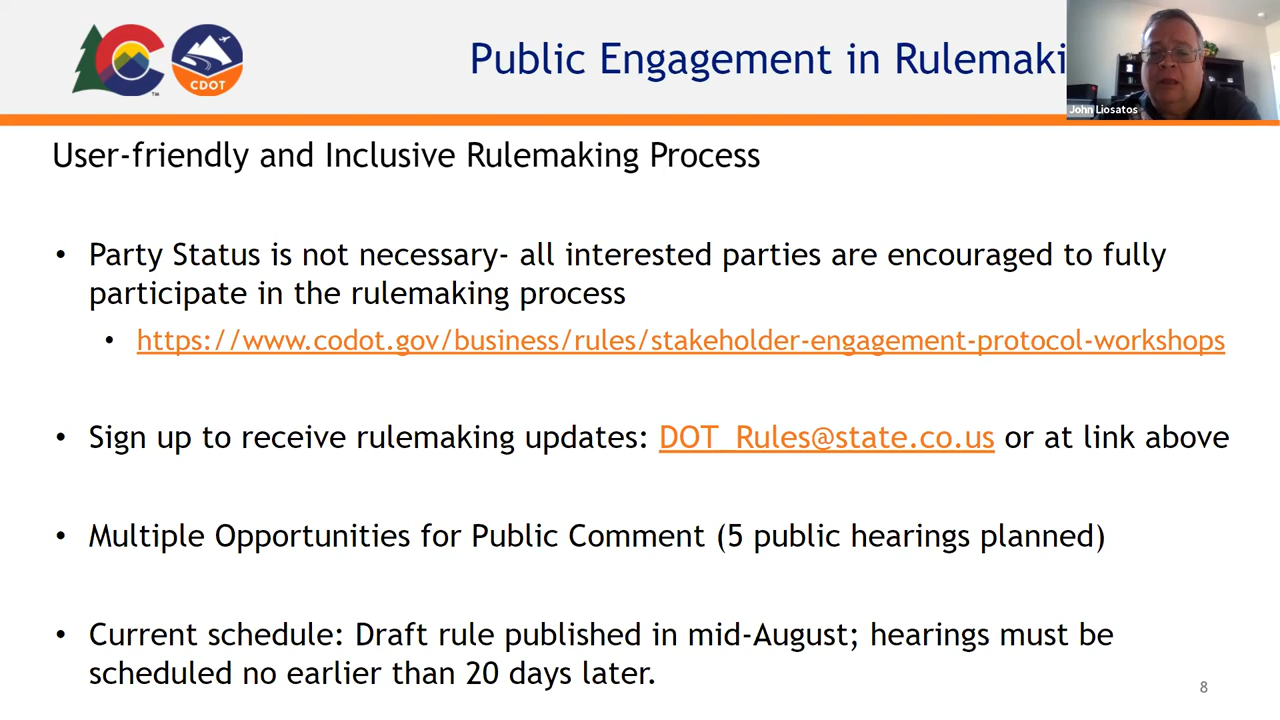 CDOT
TM
Public Engagement in Rulemaki
John Liosatos
User-friendly and Inclusive Rulemaking Process
• Party Status is not necessary- all interested parties are encouraged to fully
participate in the rulemaking process
• https://www.codot.gov/business/rules/stakeholder-engagement-protocol-workshops
• Sign up to receive rulemaking updates: DOT_Rules@state.co.us or at link above
• Multiple Opportunities for Public Comment (5 public hearings planned)
• Current schedule: Draft rule published in mid-August; hearings must be
scheduled no earlier than 20 days later.
8